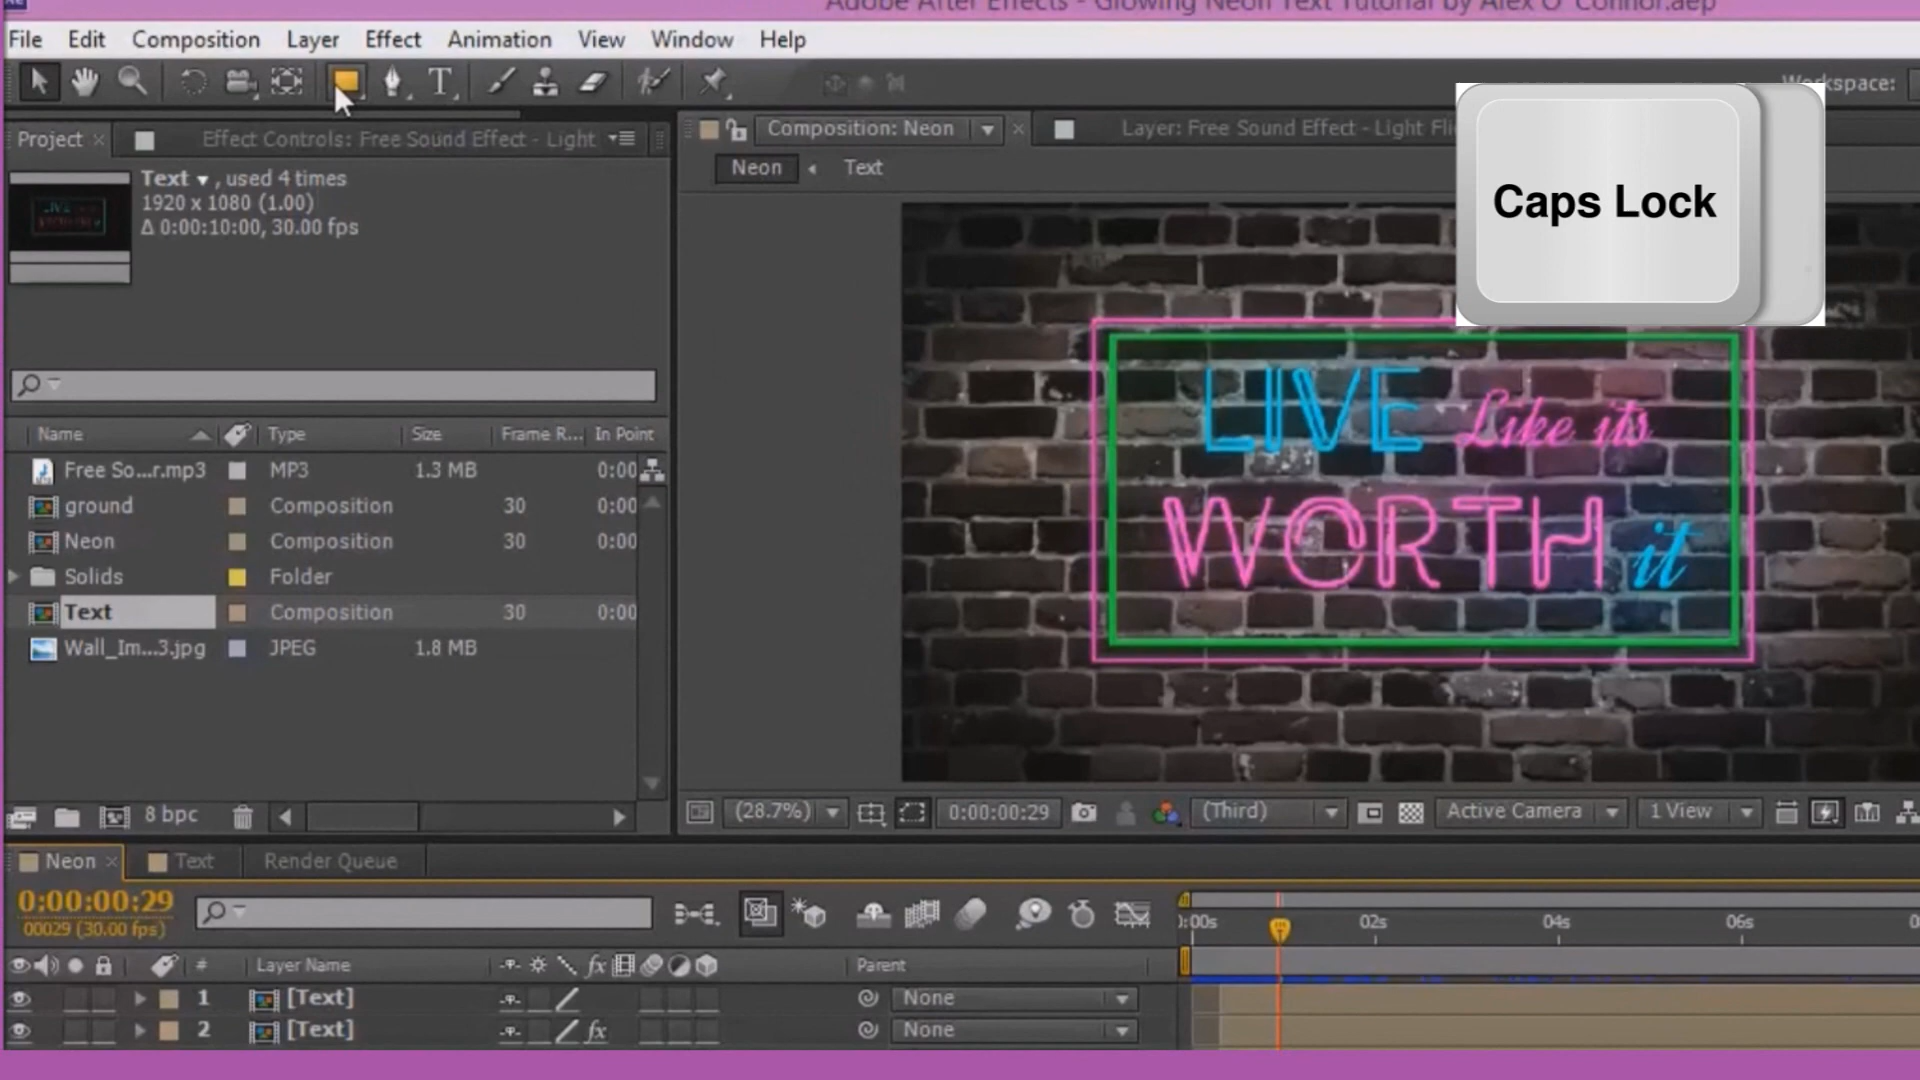 Adobe After Effects - Glowing Neon Text Tutorial by Alex O' Connor.aep
File Edit Composition Layer Effect Animation View Window Help
Workspace:
Caps Lock
Project Effect Controls: Free Sound Effect - Light
Composition: Neon Layer: Free Sound Effect - Light Fli
Neon Text
Text , used 4 times
1920 x 1080 (1.00)
Δ 0:00:10:00, 30.00 fps
LIVE Like its
WORTH it
Name Type Size Frame R... In Point
Free So...r.mp3 MP3 1.3 MB 0:00
ground Composition 30 0:00
Neon Composition 30 0:00
Solids Folder
Text Composition 30 0:00
Wall_Im...3.jpg JPEG 1.8 MB
8 bpc
(28.7%) 0:00:00:29 (Third) Active Camera 1 View
Neon Text Render Queue
0:00:00:29
00029 (30.00 fps)
):00s 02s 04s 06s
# Layer Name fx Parent
1 [Text] None
2 [Text] fx None